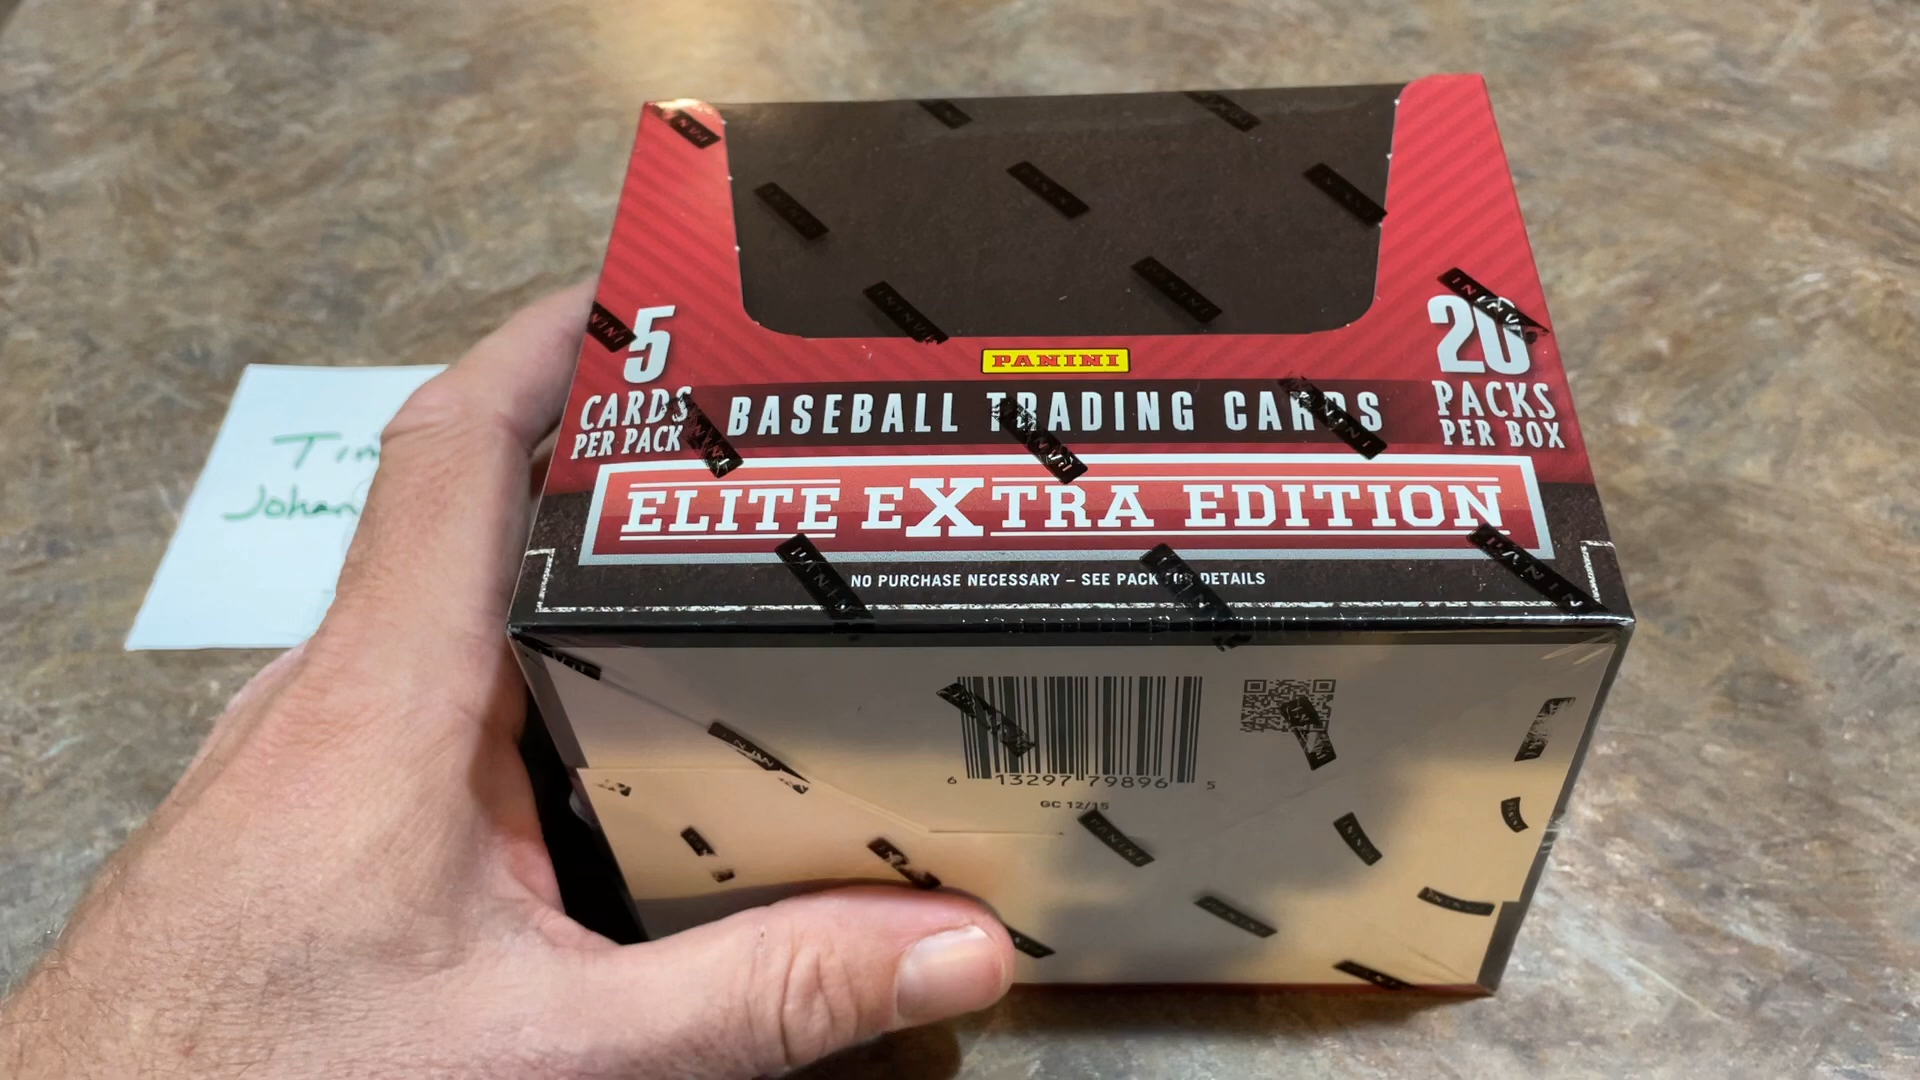 5
CARDS
PER PACK
20
PACKS
PER BOX
PANINI
BASEBALL TRADING CARDS
ELITE EXTRA EDITION
NO PURCHASE NECESSARY – SEE PACK FOR DETAILS
6 13297 79896 5
GC 12/15
PANINI